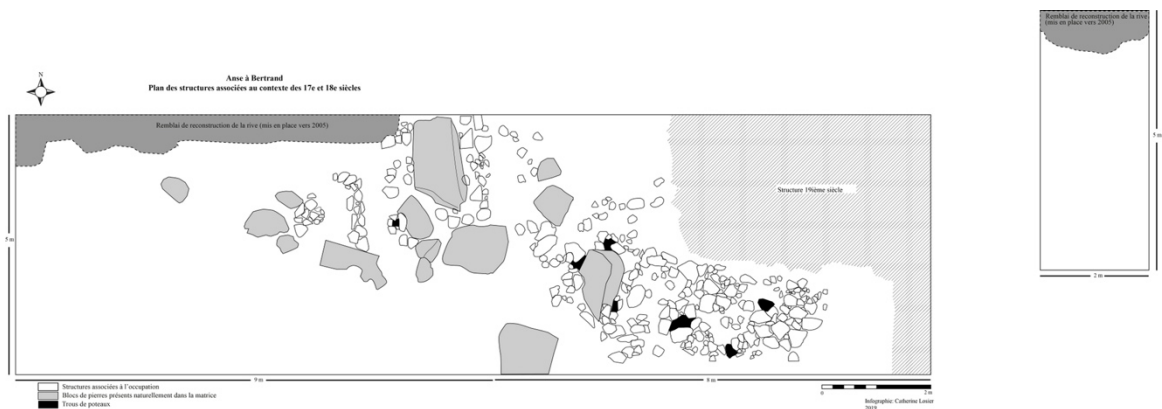 Remblai de reconstruction de la rive
(mis en place vers 2005)
N
Anse à Bertrand
Plan des structures associées au contexte des 17e et 18e siècles
Remblai de reconstruction de la rive (mis en place vers 2005)
Structure 19ième siècle
5 m
5 m
2 m
9 m
8 m
Structures associées à l'occupation
Blocs de pierres présents naturellement dans la matrice
Trous de poteaux
0
2 m
Infographie: Catherine Losier
2019